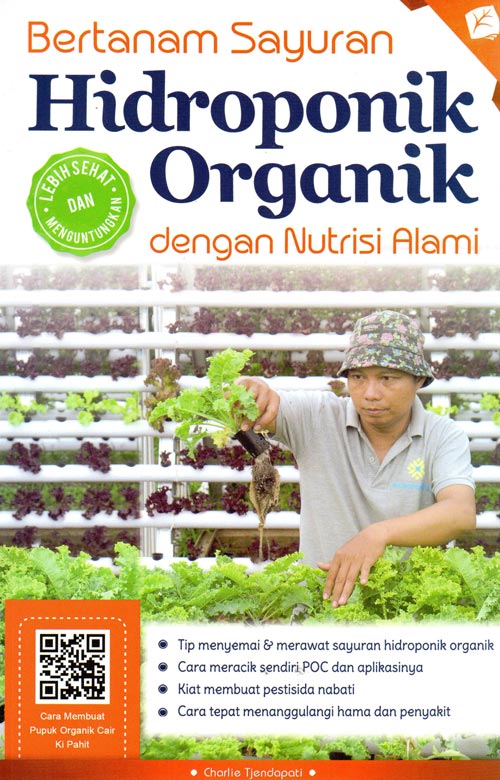 Bertanam Sayuran
Hidroponik
Organik
LEBIH SEHAT
DAN
MENGUNTUNGKAN
dengan Nutrisi Alami
Tip menyemai & merawat sayuran hidroponik organik
Cara meracik sendiri POC dan aplikasinya
Kiat membuat pestisida nabati
Cara tepat menanggulangi hama dan penyakit
Cara Membuat
Pupuk Organik Cair
Ki Pahit
• Charlie Tjendapati •